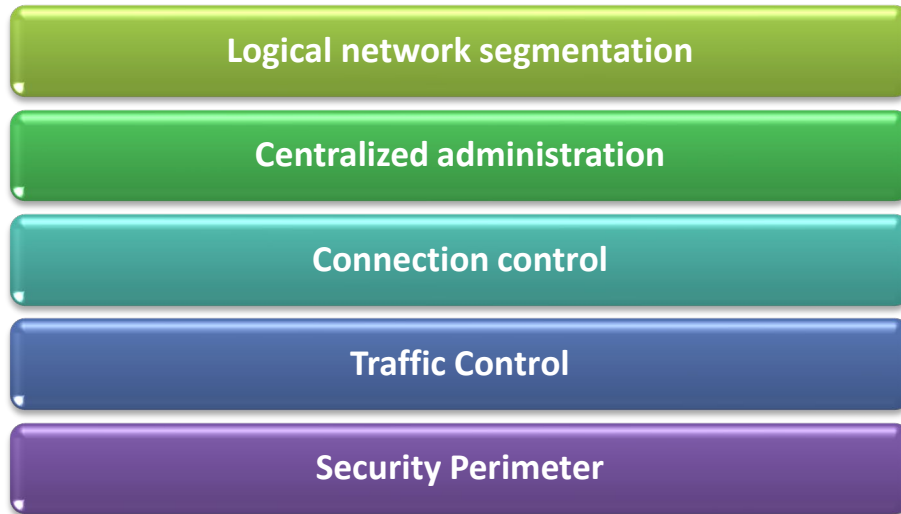 Logical network segmentation
Centralized administration
Connection control
Traffic Control
Security Perimeter